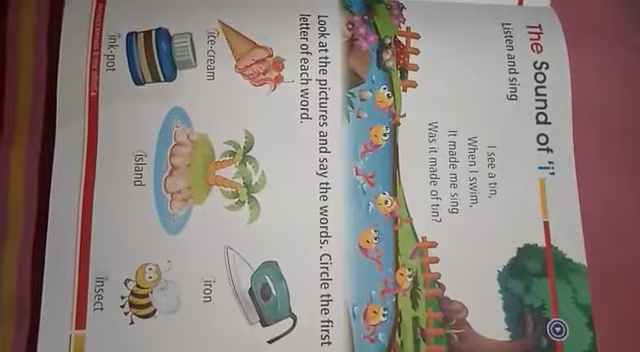 The Sound of 'i'
Listen and sing
I see a tin,
When I swim,
It made me sing
Was it made of tin?
Look at the pictures and say the words. Circle the first
letter of each word.
ice-cream
iron
ink-pot
island
insect